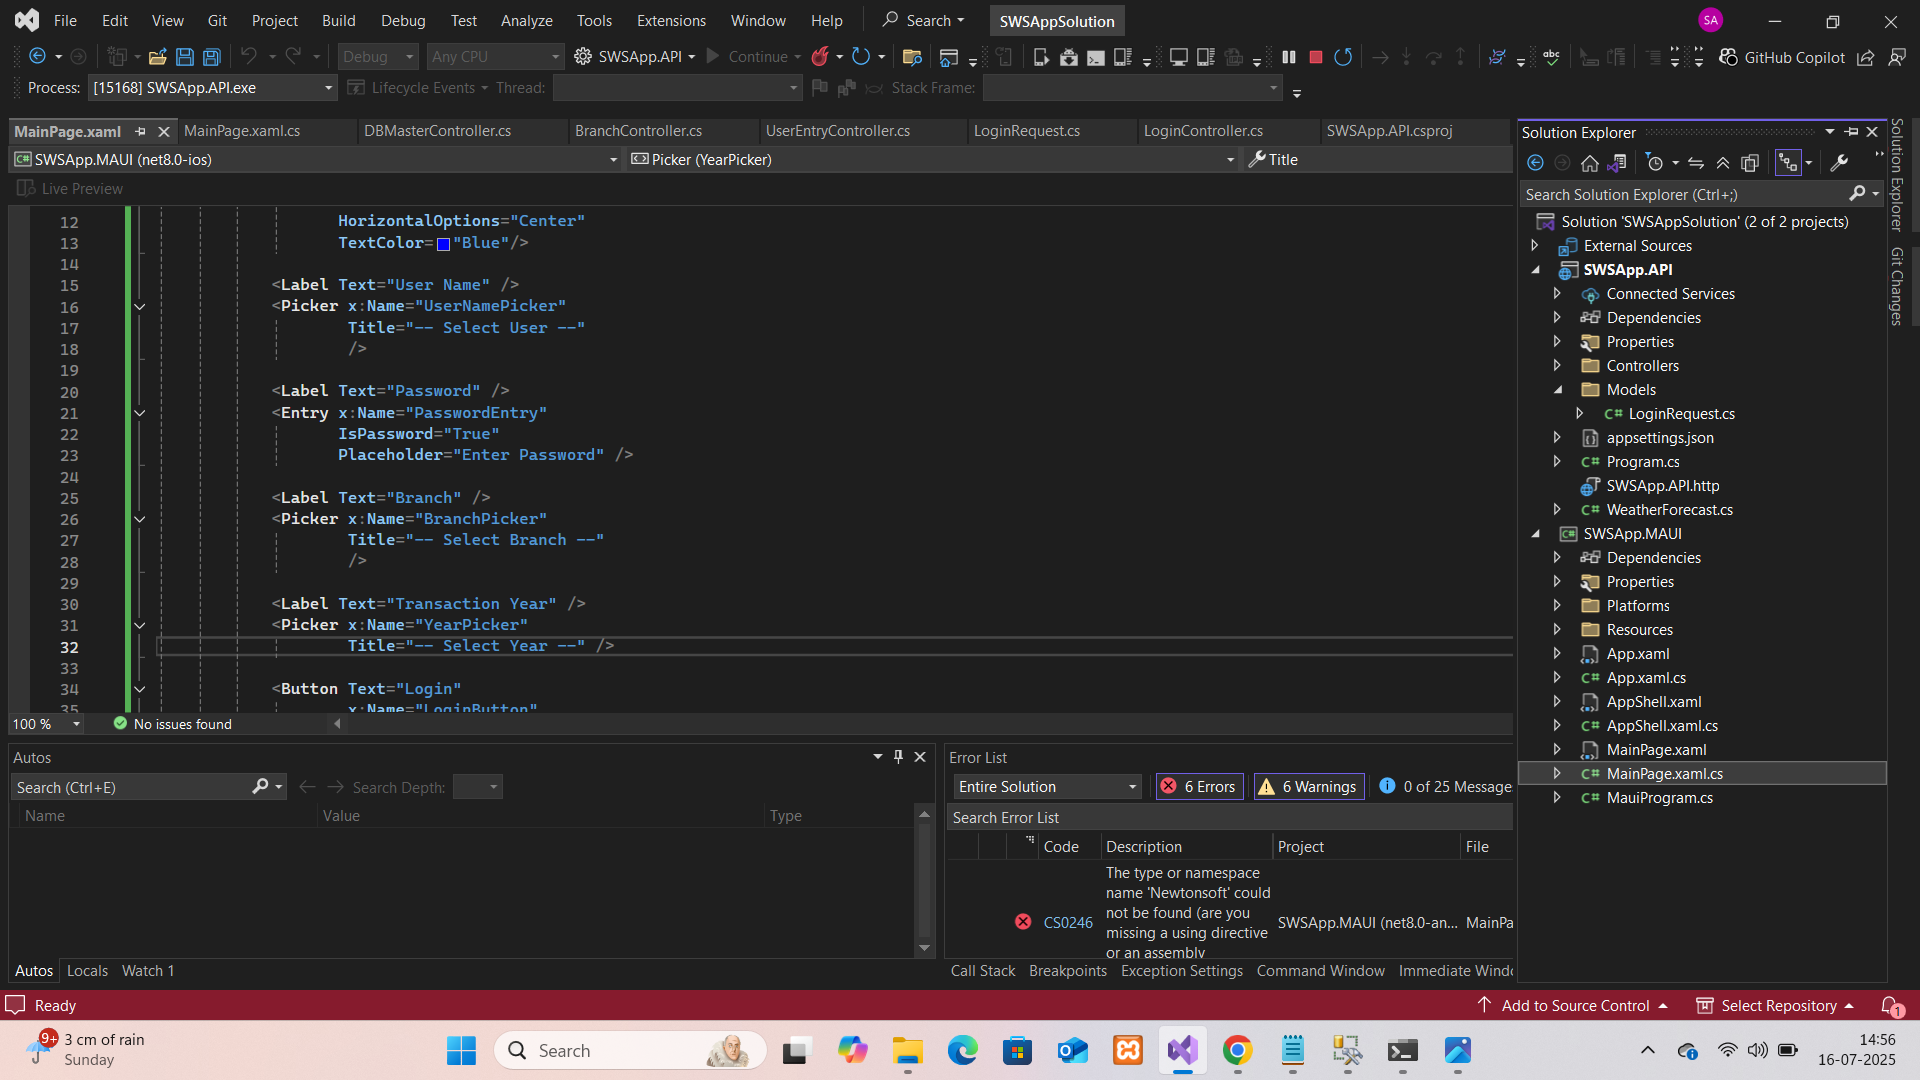 File Edit View Git Project Build Debug Test Analyze Tools Extensions Window Help Search SWSAppSolution SA
Debug Any CPU SWSApp.API Continue abc GitHub Copilot
Process: [15168] SWSApp.API.exe Lifecycle Events Thread: Stack Frame:
MainPage.xaml MainPage.xaml.cs DBMasterController.cs BranchController.cs UserEntryController.cs LoginRequest.cs LoginController.cs SWSApp.API.csproj
SWSApp.MAUI (net8.0-ios) Picker (YearPicker) Title
Live Preview
12 HorizontalOptions="Center"
13 TextColor="Blue"/>
14
15 <Label Text="User Name" />
16 <Picker x:Name="UserNamePicker"
17 Title="-- Select User --"
18 />
19
20 <Label Text="Password" />
21 <Entry x:Name="PasswordEntry"
22 IsPassword="True"
23 Placeholder="Enter Password" />
24
25 <Label Text="Branch" />
26 <Picker x:Name="BranchPicker"
27 Title="-- Select Branch --"
28 />
29
30 <Label Text="Transaction Year" />
31 <Picker x:Name="YearPicker"
32 Title="-- Select Year --" />
33
34 <Button Text="Login"
35 x:Name="LoginButton"
100 % No issues found
Autos
Search (Ctrl+E) Search Depth:
Name Value Type
Autos Locals Watch 1
Error List
Entire Solution 6 Errors 6 Warnings 0 of 25 Message
Search Error List
Code Description Project File
CS0246 The type or namespace
name 'Newtonsoft' could
not be found (are you
missing a using directive
or an assembly
SWSApp.MAUI (net8.0-an... MainPa
Call Stack Breakpoints Exception Settings Command Window Immediate Windo
Solution Explorer
Search Solution Explorer (Ctrl+;)
Solution 'SWSAppSolution' (2 of 2 projects)
External Sources
SWSApp.API
Connected Services
Dependencies
Properties
Controllers
Models
C# LoginRequest.cs
appsettings.json
C# Program.cs
SWSApp.API.http
C# WeatherForecast.cs
SWSApp.MAUI
Dependencies
Properties
Platforms
Resources
App.xaml
C# App.xaml.cs
AppShell.xaml
C# AppShell.xaml.cs
MainPage.xaml
C# MainPage.xaml.cs
C# MauiProgram.cs
Solution Explorer
Git Changes
Ready Add to Source Control Select Repository 1
9+ 3 cm of rain
Sunday
Search
14:56
16-07-2025